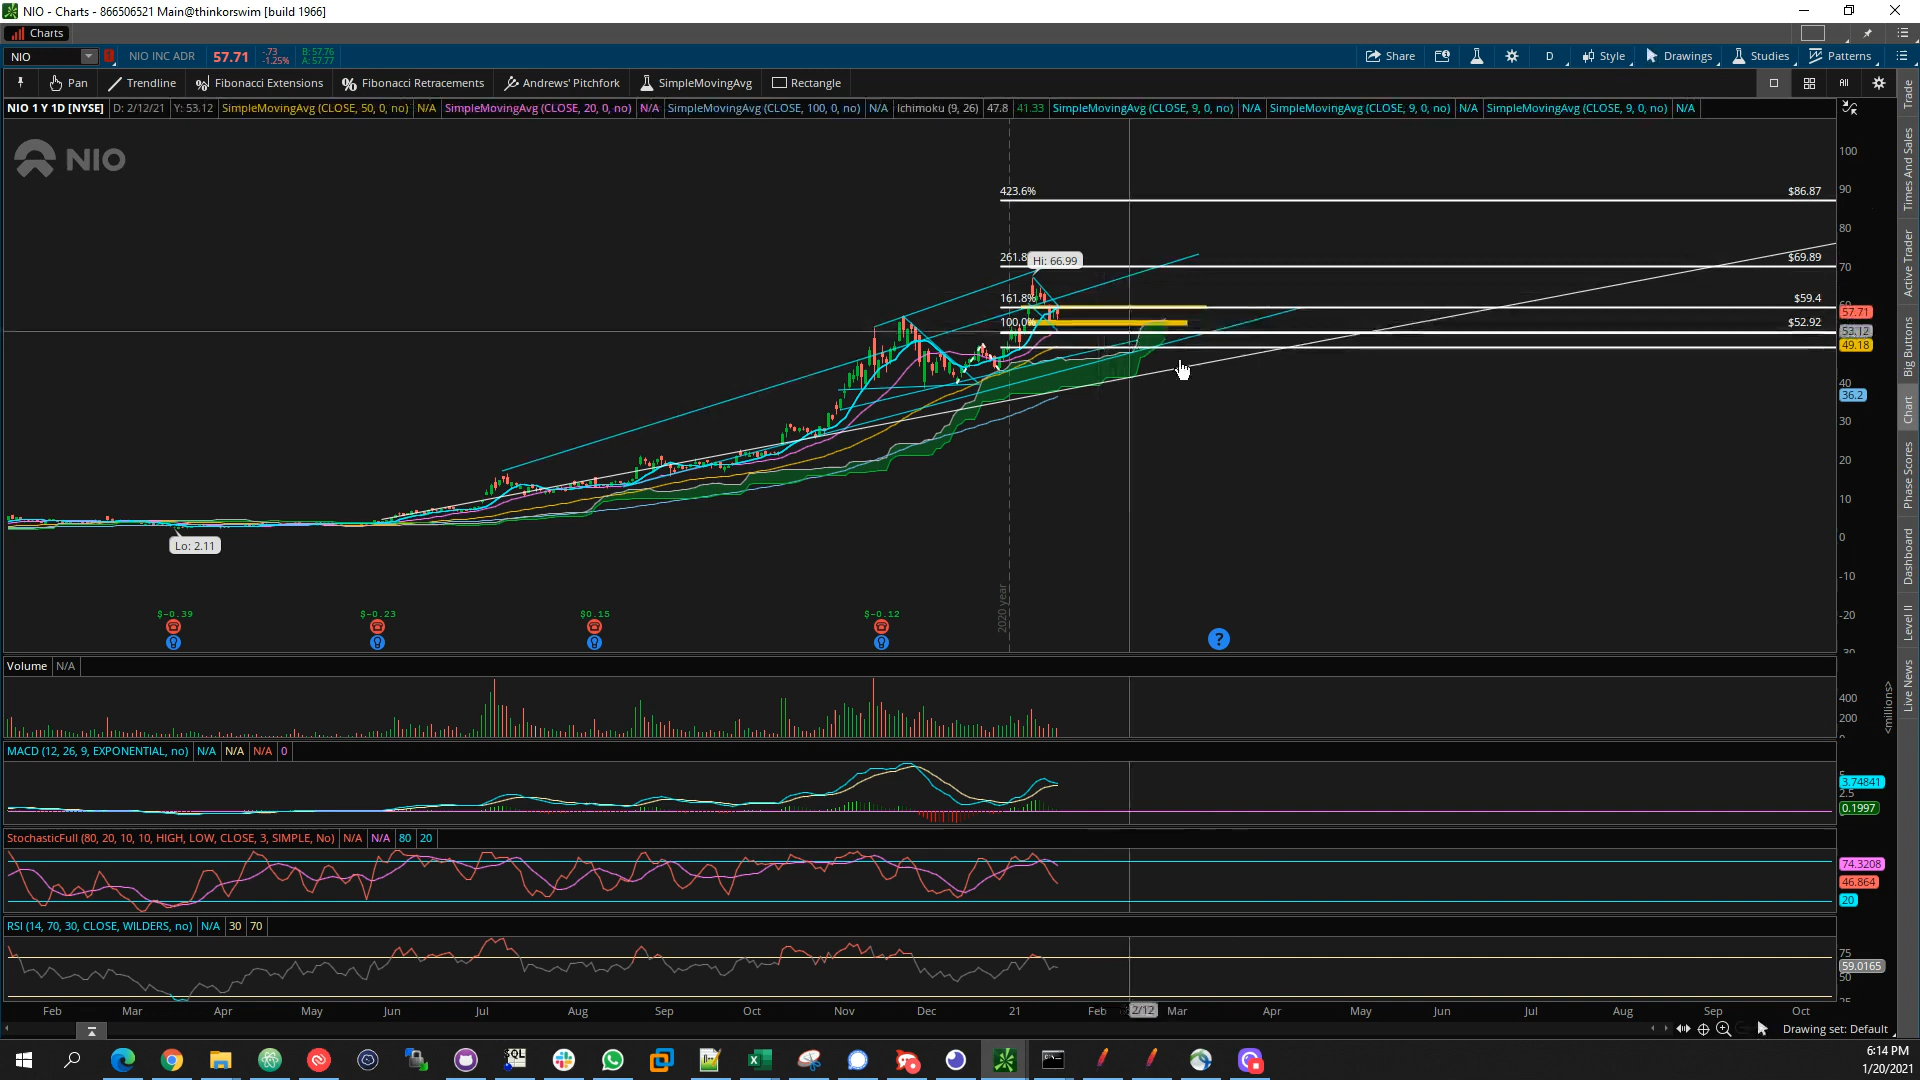 NIO - Charts - 866506521 Main@thinkorswim [build 1966]
Charts
NIO NIO INC ADR 57.71 -.73 -1.25% B: 57.76 A: 57.77 Share D Style Drawings Studies Patterns
Pan Trendline Fibonacci Extensions Fibonacci Retracements Andrews' Pitchfork SimpleMovingAvg Rectangle
NIO 1 Y 1D [NYSE] D: 2/12/21 Y: 53.12 SimpleMovingAvg (CLOSE, 50, 0, no) N/A SimpleMovingAvg (CLOSE, 20, 0, no) N/A SimpleMovingAvg (CLOSE, 100, 0, no) N/A Ichimoku (9, 26) 47.8 41.33 SimpleMovingAvg (CLOSE, 9, 0, no) N/A SimpleMovingAvg (CLOSE, 9, 0, no) N/A SimpleMovingAvg (CLOSE, 9, 0, no) N/A
NIO
100
423.6% $86.87 90
80
261.8 Hi: 66.99 $69.89 70
161.8% $59.4
57.71
100.0% $52.92
53.12
49.18
40
36.2
30
20
10
0
Lo: 2.11
-10
-20
2020 year
$-0.39 $-0.23 $0.15 $-0.12
?
Volume N/A
400
200
<millions>
MACD (12, 26, 9, EXPONENTIAL, no) N/A N/A N/A 0
3.74841
2.5
0.1997
StochasticFull (80, 20, 10, 10, HIGH, LOW, CLOSE, 3, SIMPLE, No) N/A N/A 80 20
74.3208
46.864
20
RSI (14, 70, 30, CLOSE, WILDERS, no) N/A 30 70
75
59.0165
50
25
Feb Mar Apr May Jun Jul Aug Sep Oct Nov Dec 21 Feb 2/12 Mar Apr May Jun Jul Aug Sep Oct
Drawing set: Default
Trade
Times And Sales
Active Trader
Big Buttons
Chart
Phase Scores
Dashboard
Level II
Live News
SQL
6:14 PM
1/20/2021